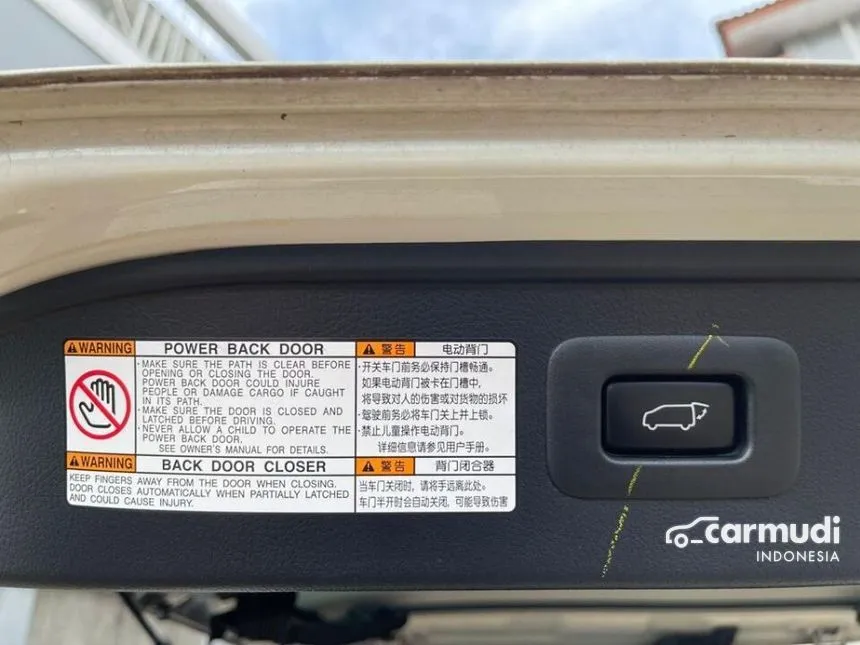 WARNING POWER BACK DOOR
·MAKE SURE THE PATH IS CLEAR BEFORE
OPENING OR CLOSING THE DOOR.
POWER BACK DOOR COULD INJURE
PEOPLE OR DAMAGE CARGO IF CAUGHT
IN ITS PATH.
·MAKE SURE THE DOOR IS CLOSED AND
LATCHED BEFORE DRIVING.
·NEVER ALLOW A CHILD TO OPERATE THE
POWER BACK DOOR.
SEE OWNER'S MANUAL FOR DETAILS.
WARNING BACK DOOR CLOSER
KEEP FINGERS AWAY FROM THE DOOR WHEN CLOSING.
DOOR CLOSES AUTOMATICALLY WHEN PARTIALLY LATCHED
AND COULD CAUSE INJURY.
警告 电动背门
·开关车门前务必保持门槽畅通。
如果电动背门被卡在门槽中,
将导致对人的伤害或对货物的损坏
·驾驶前务必将车门关上并上锁。
·禁止儿童操作电动背门。
详细信息请参见用户手册。
警告 背门闭合器
当车门关闭时, 请将手远离此处。
车门半开时会自动关闭, 可能导致伤害
carmudi
INDONESIA